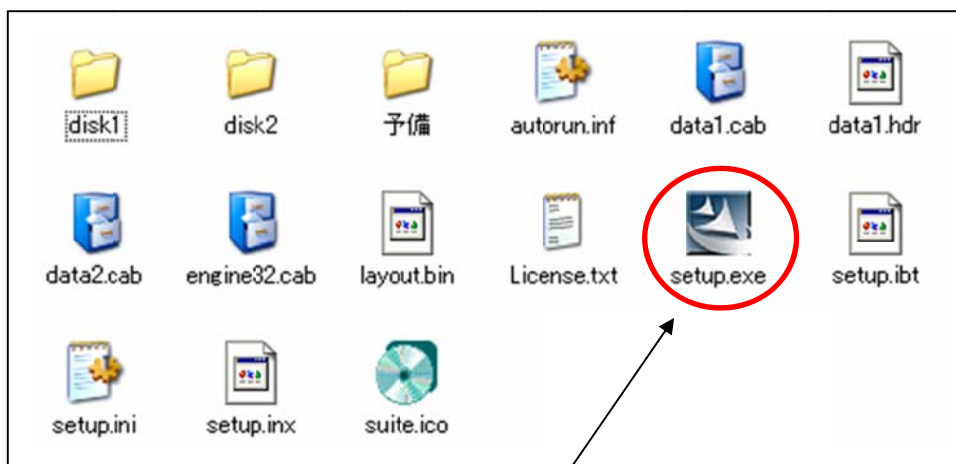 disk1 disk2 予備 autorun.inf data1.cab data1.hdr
data2.cab engine32.cab layout.bin License.txt setup.exe setup.ibt
setup.ini setup.inx suite.ico